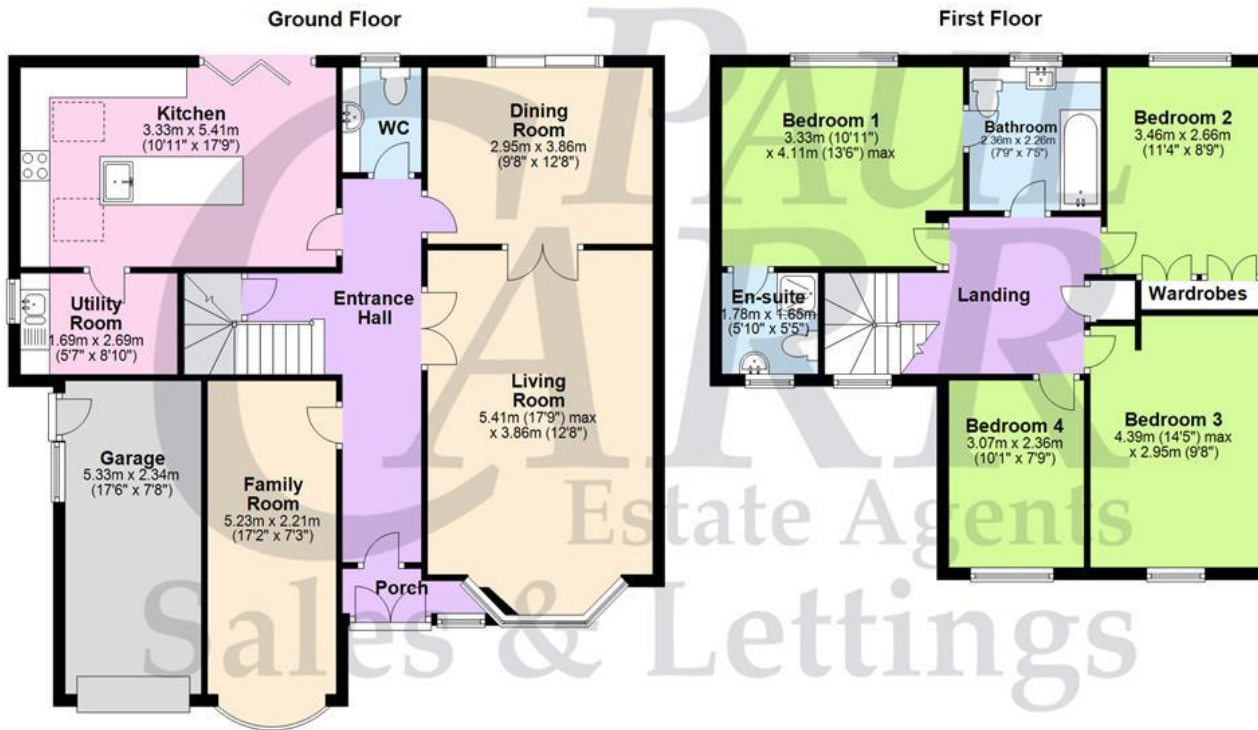 Ground Floor
Kitchen
3.33m x 5.41m
(10'11" x 17'9")
WC
Dining
Room
2.95m x 3.86m
(9'8" x 12'8")
Utility
Room
1.69m x 2.69m
(5'7" x 8'10")
Entrance
Hall
Living
Room
5.41m (17'9") max
x 3.86m (12'8")
Garage
5.33m x 2.34m
(17'6" x 7'8")
Family
Room
5.23m x 2.21m
(17'2" x 7'3")
Porch
First Floor
Bedroom 1
3.33m (10'11")
x 4.11m (13'6") max
Bathroom
2.36m x 2.26m
(7'9" x 7'5")
Bedroom 2
3.46m x 2.66m
(11'4" x 8'9")
En-suite
1.78m x 1.65m
(5'10" x 5'5")
Landing
Wardrobes
Bedroom 4
3.07m x 2.36m
(10'1" x 7'9")
Bedroom 3
4.39m (14'5") max
x 2.95m (9'8")
PAUL
CARR
Estate Agents
Sales & Lettings